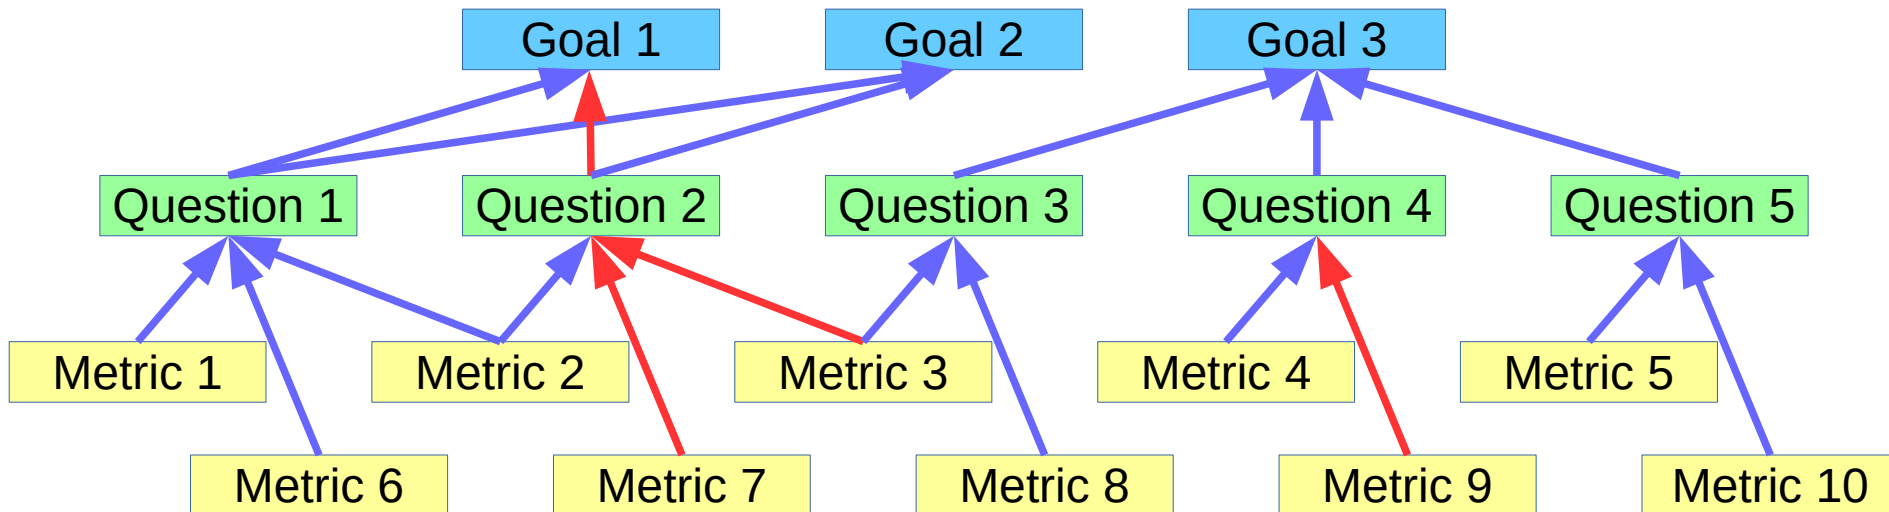 Goal 1
Goal 2
Goal 3
Question 1
Question 2
Question 3
Question 4
Question 5
Metric 1
Metric 2
Metric 3
Metric 4
Metric 5
Metric 6
Metric 7
Metric 8
Metric 9
Metric 10